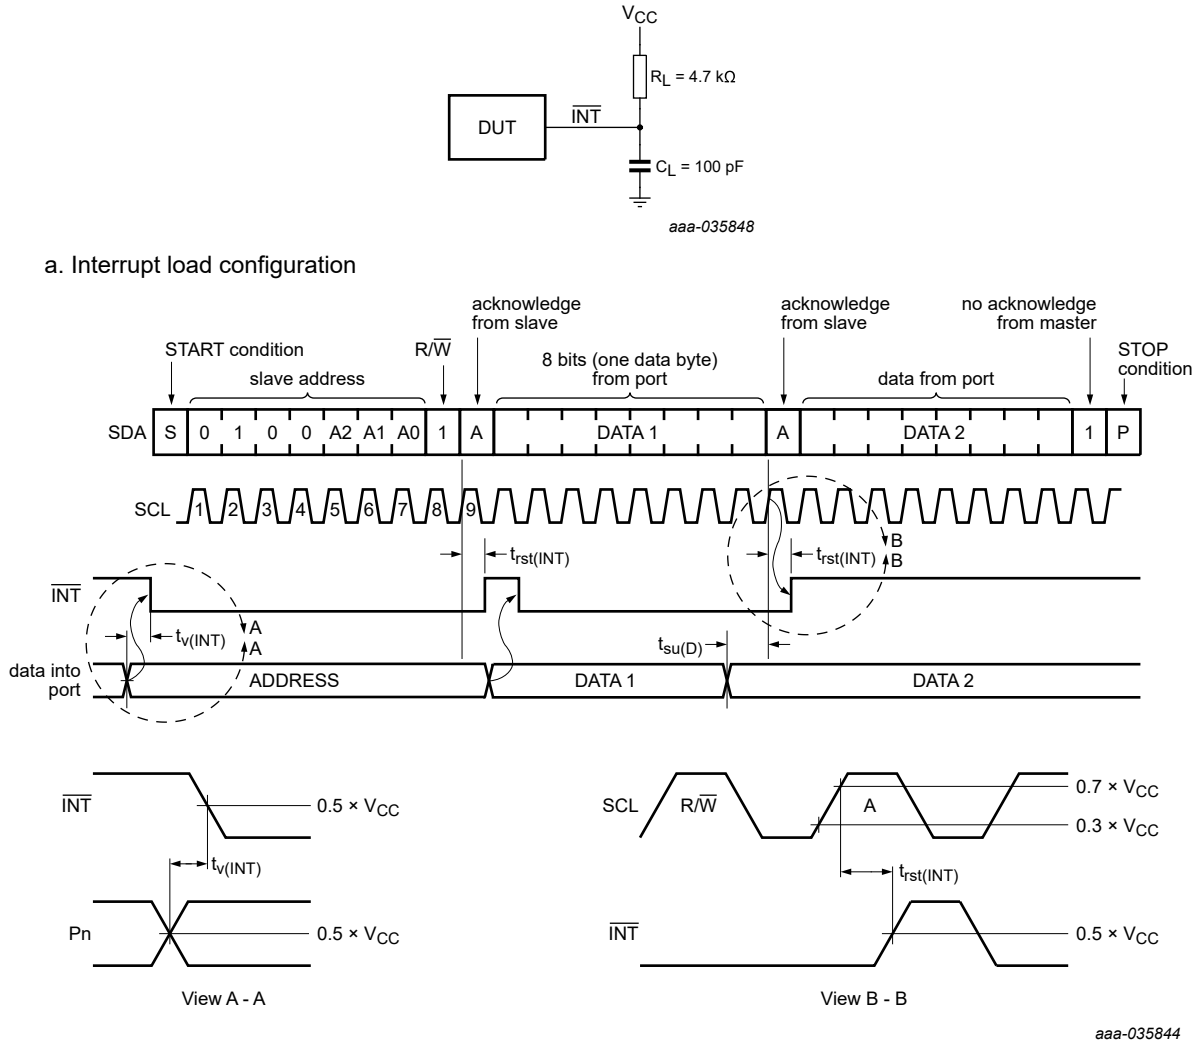 VCC
RL = 4.7 kΩ
INT
DUT
CL = 100 pF
aaa-035848
a. Interrupt load configuration
acknowledge
from slave
acknowledge
from slave
no acknowledge
from master
START condition
R/W
8 bits (one data byte)
from port
STOP
condition
slave address
data from port
SDA S 0 1 0 0 A2 A1 A0 1 A DATA 1 A DATA 2 1 P
SCL 1 2 3 4 5 6 7 8 9
trst(INT) trst(INT) B
B
INT
tv(INT) A
A
tsu(D)
data into
port
ADDRESS DATA 1 DATA 2
INT 0.5 × VCC
tv(INT)
Pn 0.5 × VCC
View A - A
SCL R/W A 0.7 × VCC
0.3 × VCC
trst(INT)
INT 0.5 × VCC
View B - B
aaa-035844